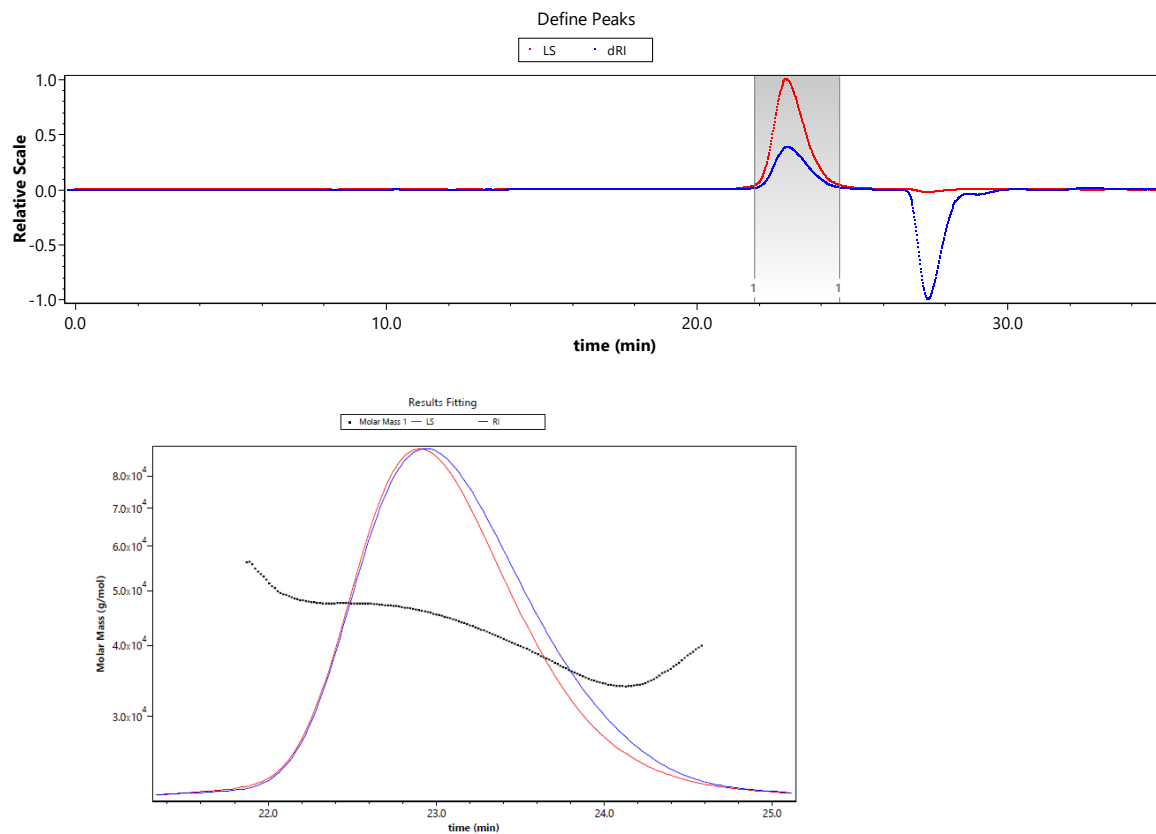 Define Peaks
LS dRI
1.0
0.5
0.0
-0.5
-1.0
Relative Scale
1 1
0.0 10.0 20.0 30.0
time (min)
Results Fitting
Molar Mass 1 LS RI
8.0x10⁴
7.0x10⁴
6.0x10⁴
5.0x10⁴
4.0x10⁴
3.0x10⁴
Molar Mass (g/mol)
22.0 23.0 24.0 25.0
time (min)